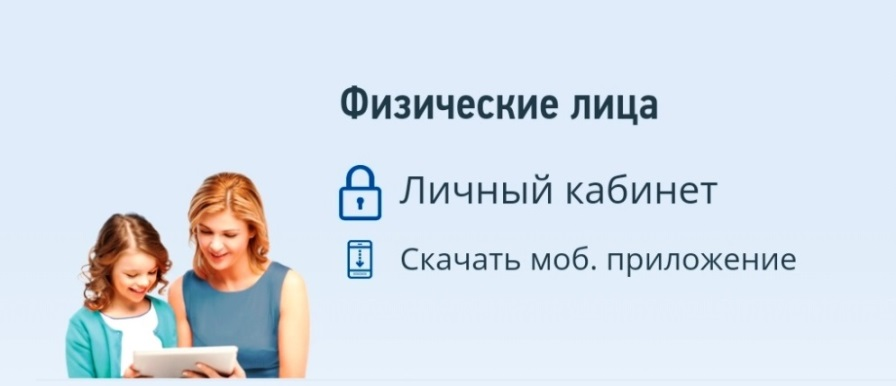 Физические лица
Личный кабинет
Скачать моб. приложение